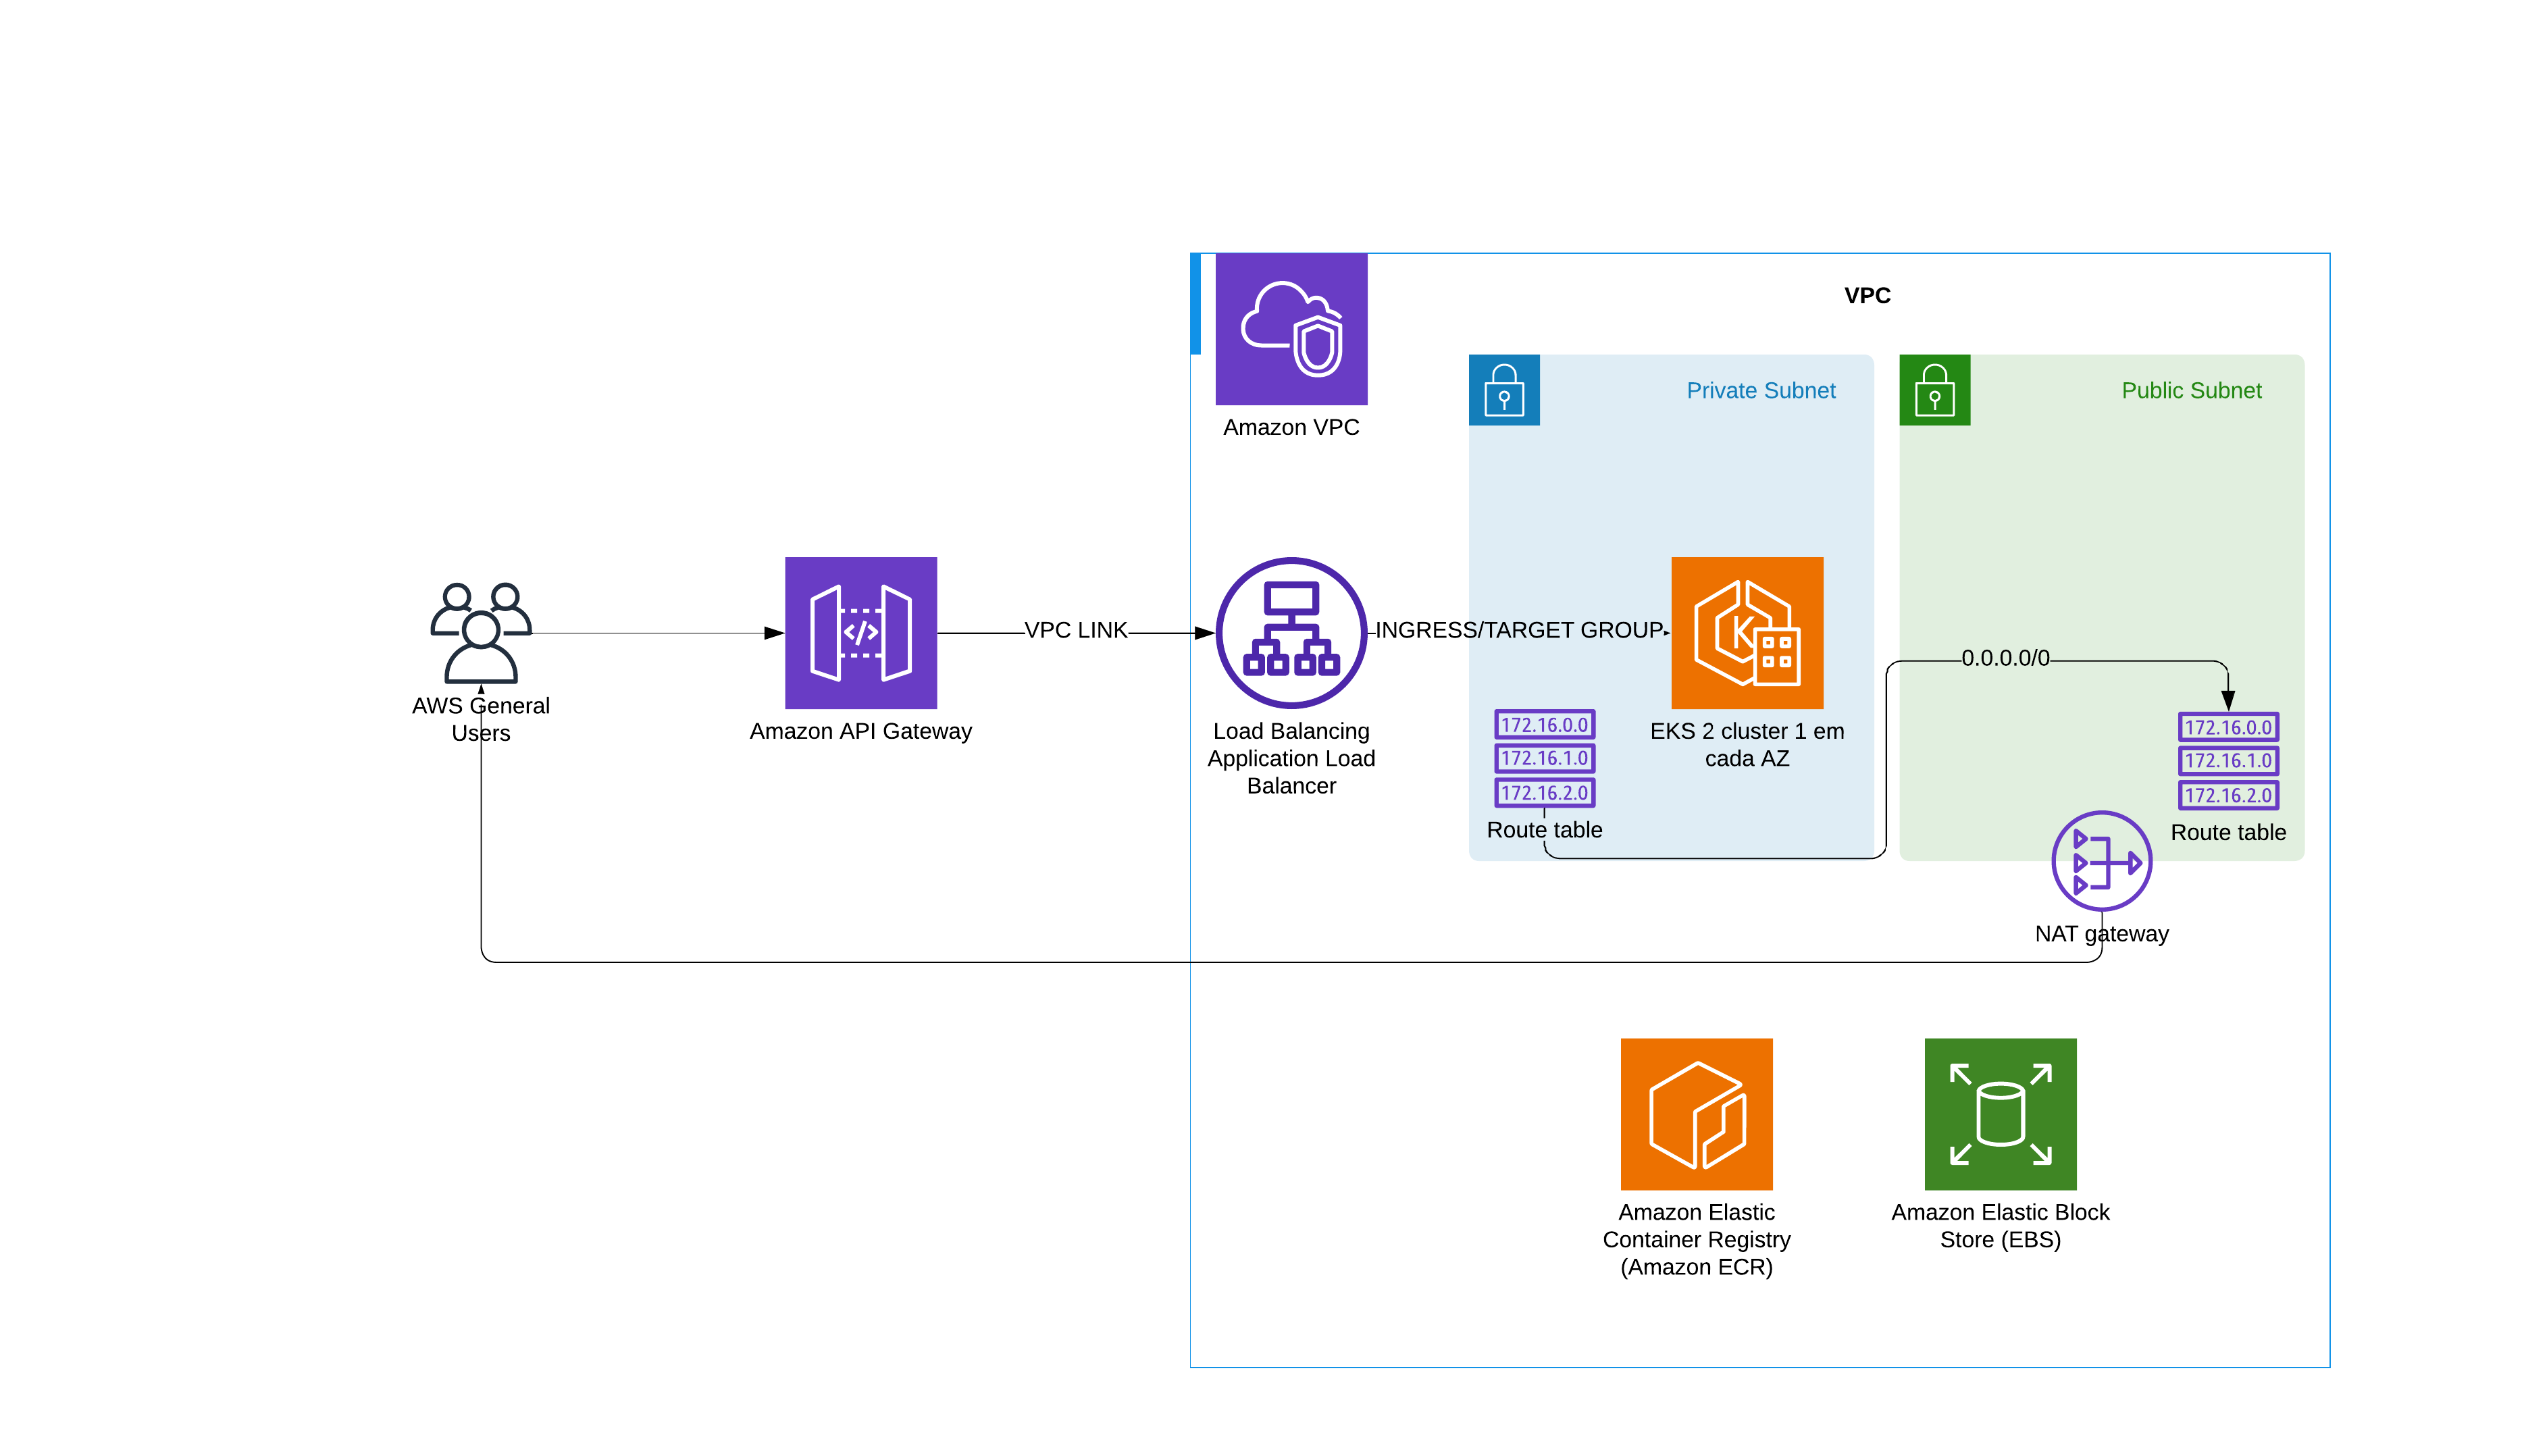 VPC
Amazon VPC
Private Subnet
Public Subnet
AWS General
Users
Amazon API Gateway
VPC LINK
Load Balancing
Application Load
Balancer
INGRESS/TARGET GROUP
EKS 2 cluster 1 em
cada AZ
172.16.0.0
172.16.1.0
172.16.2.0
Route table
0.0.0.0/0
172.16.0.0
172.16.1.0
172.16.2.0
Route table
NAT gateway
Amazon Elastic
Container Registry
(Amazon ECR)
Amazon Elastic Block
Store (EBS)